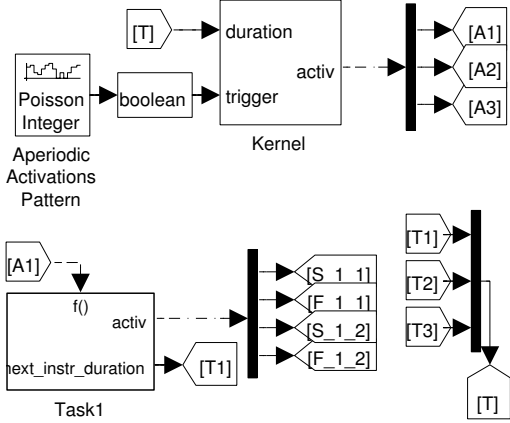 [T]
duration
[A1]
activ
[A2]
Poisson
Integer
boolean
trigger
[A3]
Kernel
Aperiodic
Activations
Pattern
[A1]
f()
activ
next_instr_duration
Task1
[T1]
[S_1_1]
[F_1_1]
[S_1_2]
[F_1_2]
[T1]
[T2]
[T3]
[T]